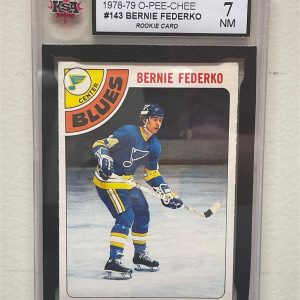 KSA
1978-79 O-PEE-CHEE
#143 BERNIE FEDERKO
ROOKIE CARD
7
NM
CENTER
BLUES
BERNIE FEDERKO